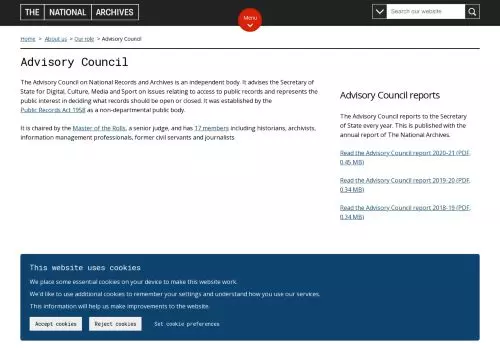 THE NATIONAL ARCHIVES
Menu
Search our website
Home > About us > Our role > Advisory Council
Advisory Council
The Advisory Council on National Records and Archives is an independent body. It advises the Secretary of
State for Digital, Culture, Media and Sport on issues relating to access to public records and represents the
public interest in deciding what records should be open or closed. It was established by the
Public Records Act 1958 as a non-departmental public body.
It is chaired by the Master of the Rolls, a senior judge, and has 17 members including historians, archivists,
information management professionals, former civil servants and journalists
Advisory Council reports
The Advisory Council reports to the
Secretary of State every year. This is published with the
annual report of The National Archives.
Read the Advisory Council report 2020-21 (PDF,
0.45 MB)
Read the Advisory Council report 2019-20 (PDF,
0.34 MB)
Read the Advisory Council report 2018-19 (PDF,
0.34 MB)
This website uses cookies
We place some essential cookies on your device to make this website work.
We'd like to use additional cookies to remember your settings and understand how you use our services.
This information will help us make improvements to the website.
Accept cookies
Reject cookies
Set cookie preferences